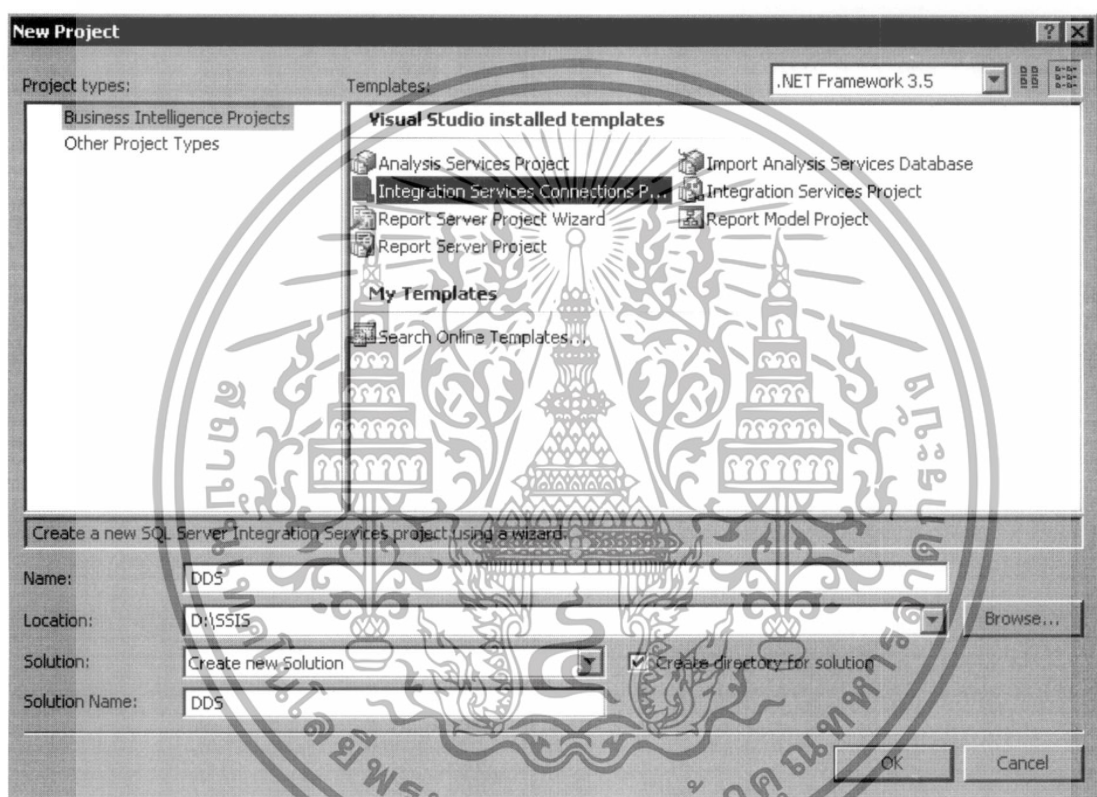 New Project
Project types:
Templates:
.NET Framework 3.5
Business Intelligence Projects
Other Project Types
Visual Studio installed templates
Analysis Services Project
Import Analysis Services Database
Integration Services Connections P...
Integration Services Project
Report Server Project Wizard
Report Model Project
Report Server Project
My Templates
Search Online Templates...
Create a new SQL Server Integration Services project using a wizard.
Name:
DDS
Location:
D:\SSIS
Browse...
Solution:
Create new Solution
Create directory for solution
Solution Name:
DDS
OK
Cancel